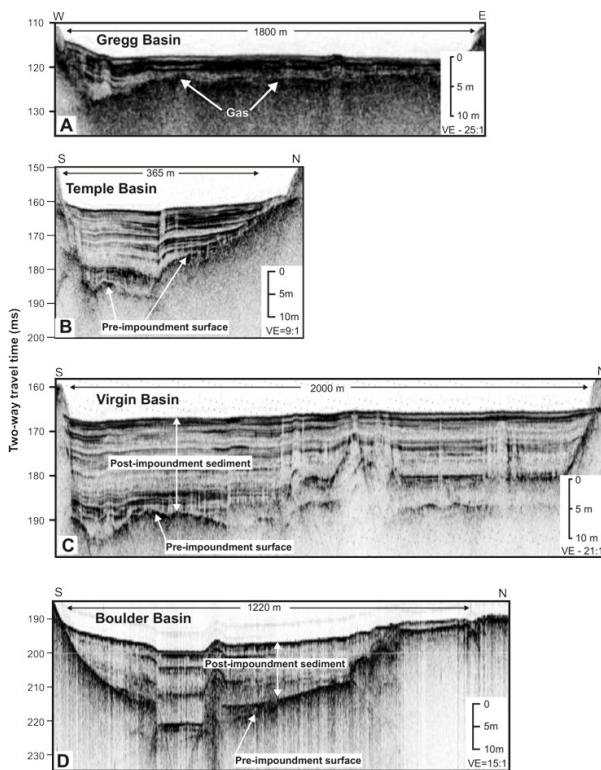 W E
110
1800 m
Gregg Basin
120
130
Gas
0
5 m
10 m
A
VE - 25:1
S N
150
365 m
Temple Basin
160
170
180
190
200
Pre-impoundment surface
0
5m
10m
B
VE=9:1
Two-way travel time (ms)
S N
160
2000 m
Virgin Basin
170
Post-impoundment sediment
180
190
Pre-impoundment surface
0
5 m
10 m
C
VE - 21:1
S N
190
1220 m
Boulder Basin
200
Post-impoundment sediment
210
220
230
Pre-impoundment surface
0
5m
10m
D
VE=15:1